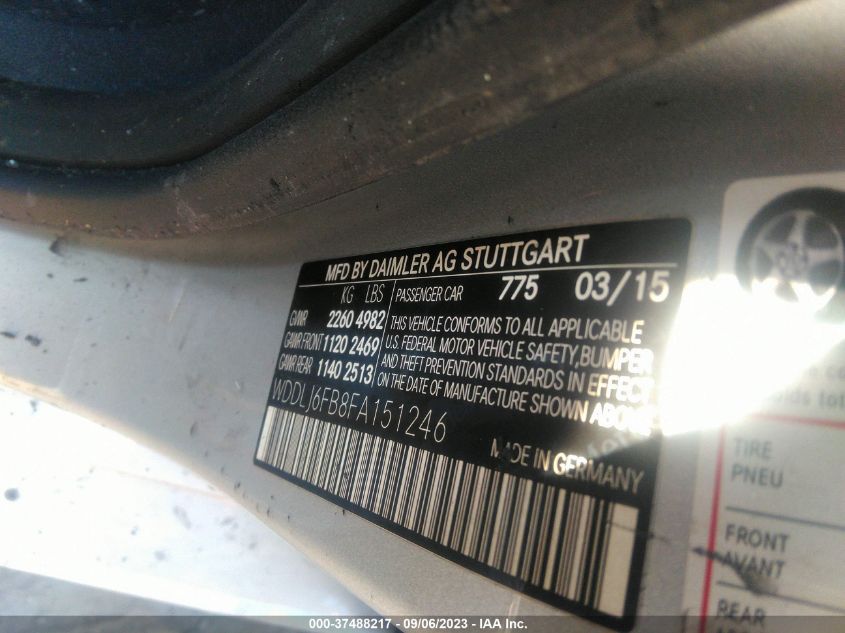 MFD BY DAIMLER AG STUTTGART
KG LBS
GVWR 2260 4982
GAWR FRONT 1120 2469
GAWR REAR 1140 2513
PASSENGER CAR 775 03/15
THIS VEHICLE CONFORMS TO ALL APPLICABLE
U.S. FEDERAL MOTOR VEHICLE SAFETY, BUMPER
AND THEFT PREVENTION STANDARDS IN EFFECT
ON THE DATE OF MANUFACTURE SHOWN ABOVE
WDDLJ6FB8FA151246
MADE IN GERMANY
TIRE
PNEU
FRONT
AVANT
REAR
000-37488217 - 09/06/2023 - IAA Inc.